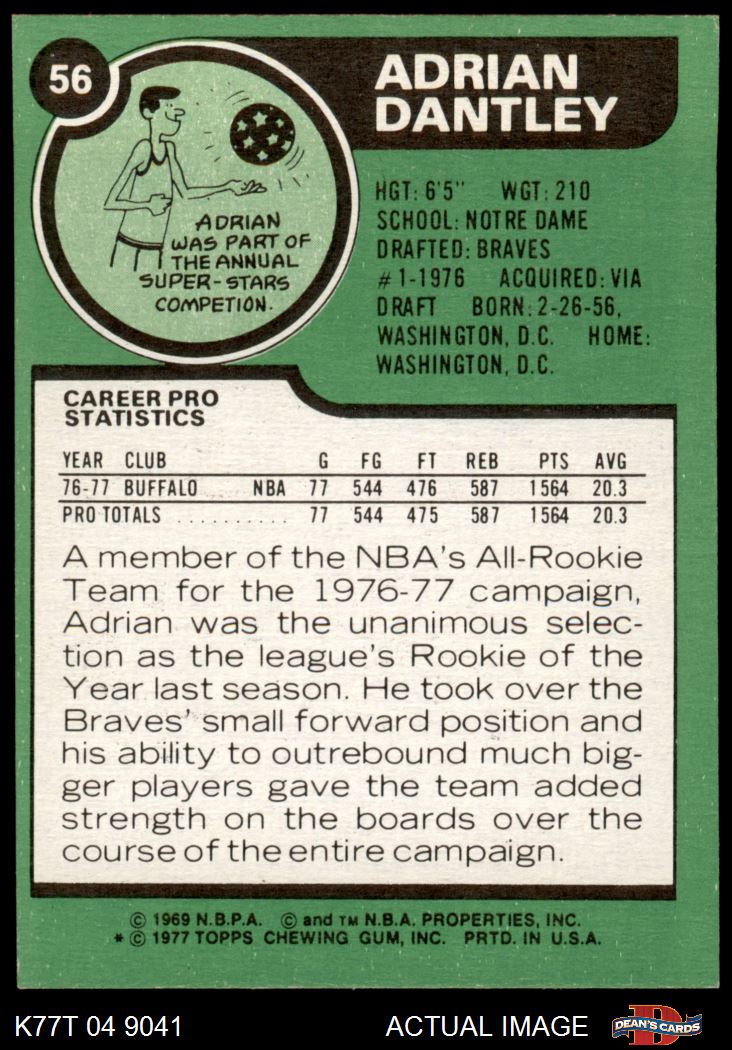 56
ADRIAN
DANTLEY
ADRIAN
WAS PART OF
THE ANNUAL
SUPER-STARS
COMPETION.
HGT: 6'5" WGT: 210
SCHOOL: NOTRE DAME
DRAFTED: BRAVES
#1-1976 ACQUIRED: VIA
DRAFT BORN: 2-26-56,
WASHINGTON, D.C. HOME:
WASHINGTON, D.C.
CAREER PRO
STATISTICS
YEAR CLUB G FG FT REB PTS AVG
76-77 BUFFALO NBA 77 544 476 587 1564 20.3
PRO TOTALS .......... 77 544 475 587 1564 20.3
A member of the NBA's All-Rookie
Team for the 1976-77 campaign,
Adrian was the unanimous selec-
tion as the league's Rookie of the
Year last season. He took over the
Braves' small forward position and
his ability to outrebound much big-
ger players gave the team added
strength on the boards over the
course of the entire campaign.
© 1969 N.B.P.A. © and TM N.B.A. PROPERTIES, INC.
* © 1977 TOPPS CHEWING GUM, INC. PRTD. IN U.S.A.
K77T 04 9041 ACTUAL IMAGE D DEAN'S CARDS